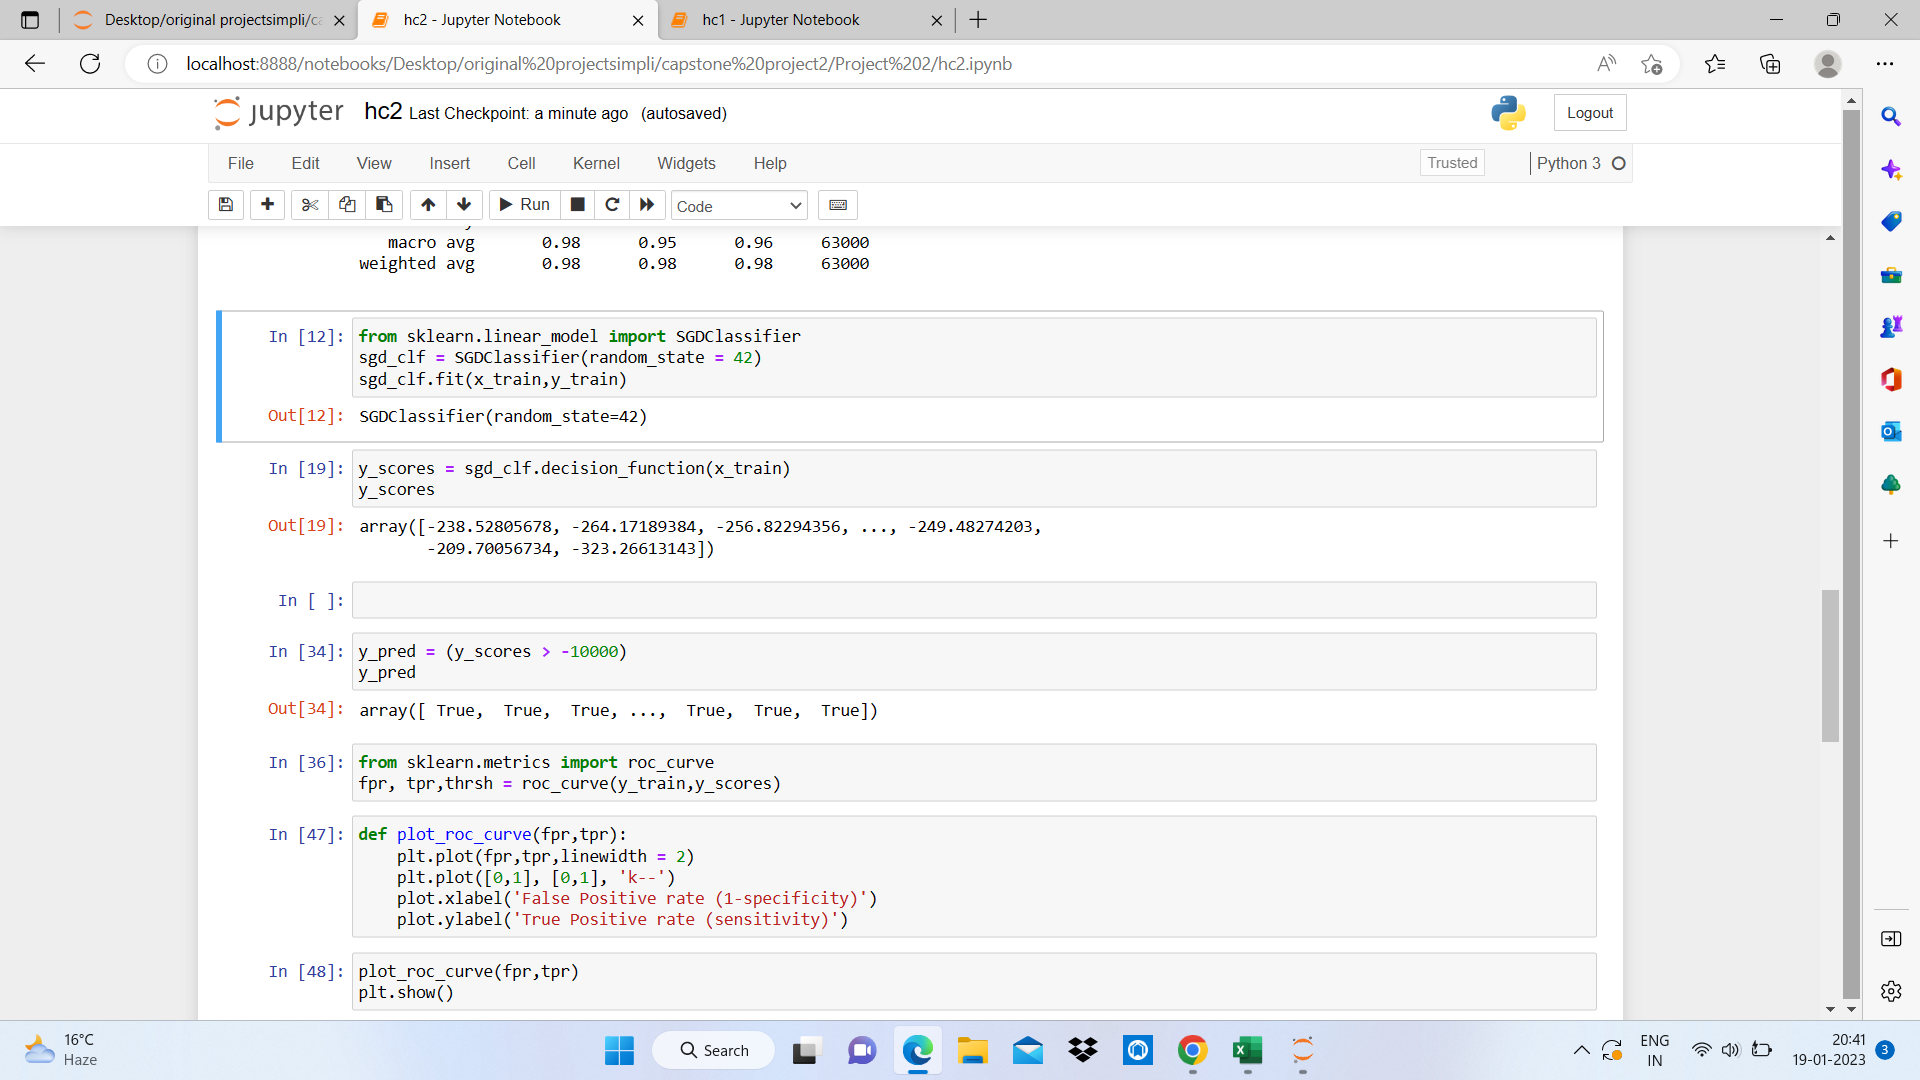 Desktop/original projectsimpli/ca
hc2 - Jupyter Notebook
hc1 - Jupyter Notebook
localhost:8888/notebooks/Desktop/original%20projectsimpli/capstone%20project2/Project%202/hc2.ipynb
jupyter hc2 Last Checkpoint: a minute ago (autosaved)
Logout
File Edit View Insert Cell Kernel Widgets Help
Trusted
Python 3
Run
Code
macro avg 0.98 0.95 0.96 63000
weighted avg 0.98 0.98 0.98 63000
In [12]: from sklearn.linear_model import SGDClassifier
sgd_clf = SGDClassifier(random_state = 42)
sgd_clf.fit(x_train,y_train)
Out[12]: SGDClassifier(random_state=42)
In [19]: y_scores = sgd_clf.decision_function(x_train)
y_scores
Out[19]: array([-238.52805678, -264.17189384, -256.82294356, ..., -249.48274203,
-209.70056734, -323.26613143])
In [ ]:
In [34]: y_pred = (y_scores > -10000)
y_pred
Out[34]: array([ True, True, True, ..., True, True, True])
In [36]: from sklearn.metrics import roc_curve
fpr, tpr,thrsh = roc_curve(y_train,y_scores)
In [47]: def plot_roc_curve(fpr,tpr):
plt.plot(fpr,tpr,linewidth = 2)
plt.plot([0,1], [0,1], 'k--')
plot.xlabel('False Positive rate (1-specificity)')
plot.ylabel('True Positive rate (sensitivity)')
In [48]: plot_roc_curve(fpr,tpr)
plt.show()
16°C
Haze
Search
ENG
IN
20:41
19-01-2023
3